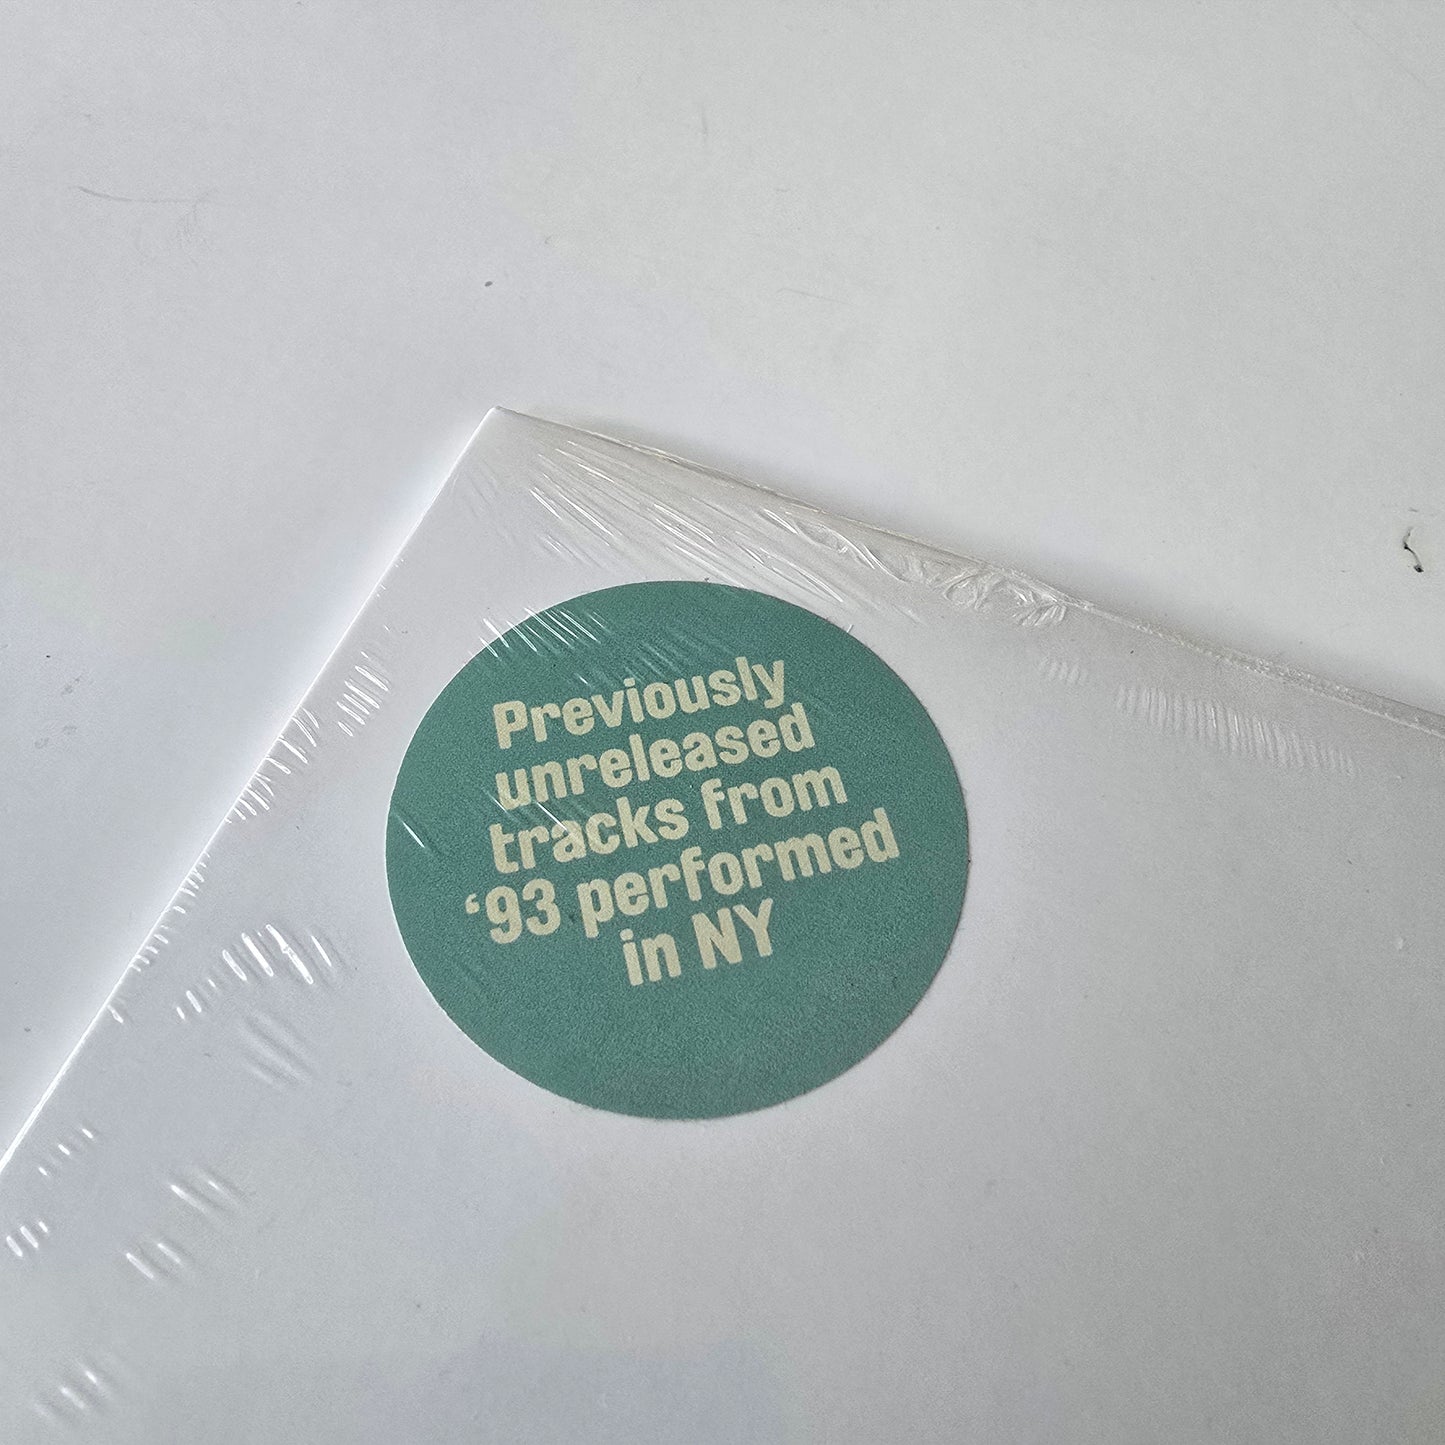 Previously
unreleased
tracks from
‘93 performed
in NY